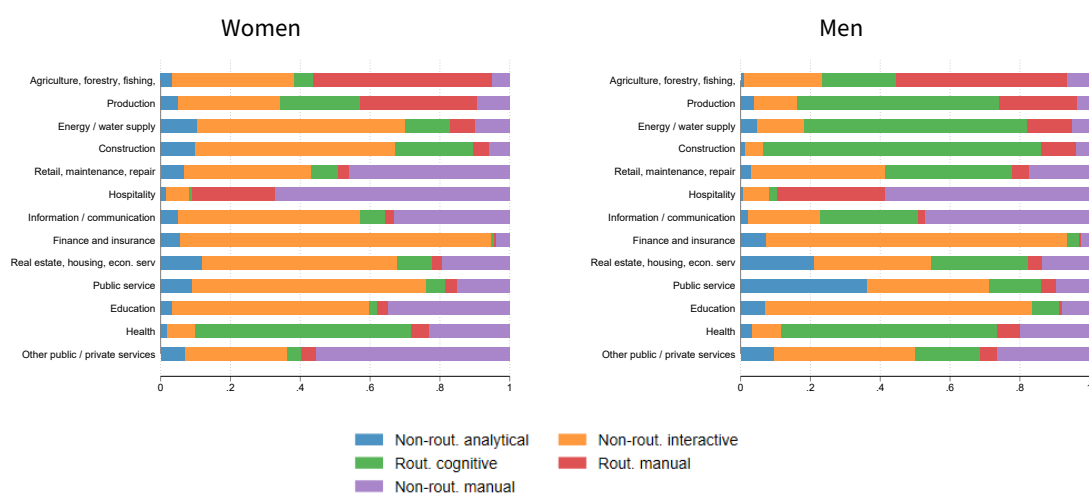 Women
Agriculture, forestry, fishing,
Production
Energy / water supply
Construction
Retail, maintenance, repair
Hospitality
Information / communication
Finance and insurance
Real estate, housing, econ. serv
Public service
Education
Health
Other public / private services
0 .2 .4 .6 .8 1
Men
Agriculture, forestry, fishing,
Production
Energy / water supply
Construction
Retail, maintenance, repair
Hospitality
Information / communication
Finance and insurance
Real estate, housing, econ. serv
Public service
Education
Health
Other public / private services
0 .2 .4 .6 .8 1
Non-rout. analytical Non-rout. interactive
Rout. cognitive Rout. manual
Non-rout. manual